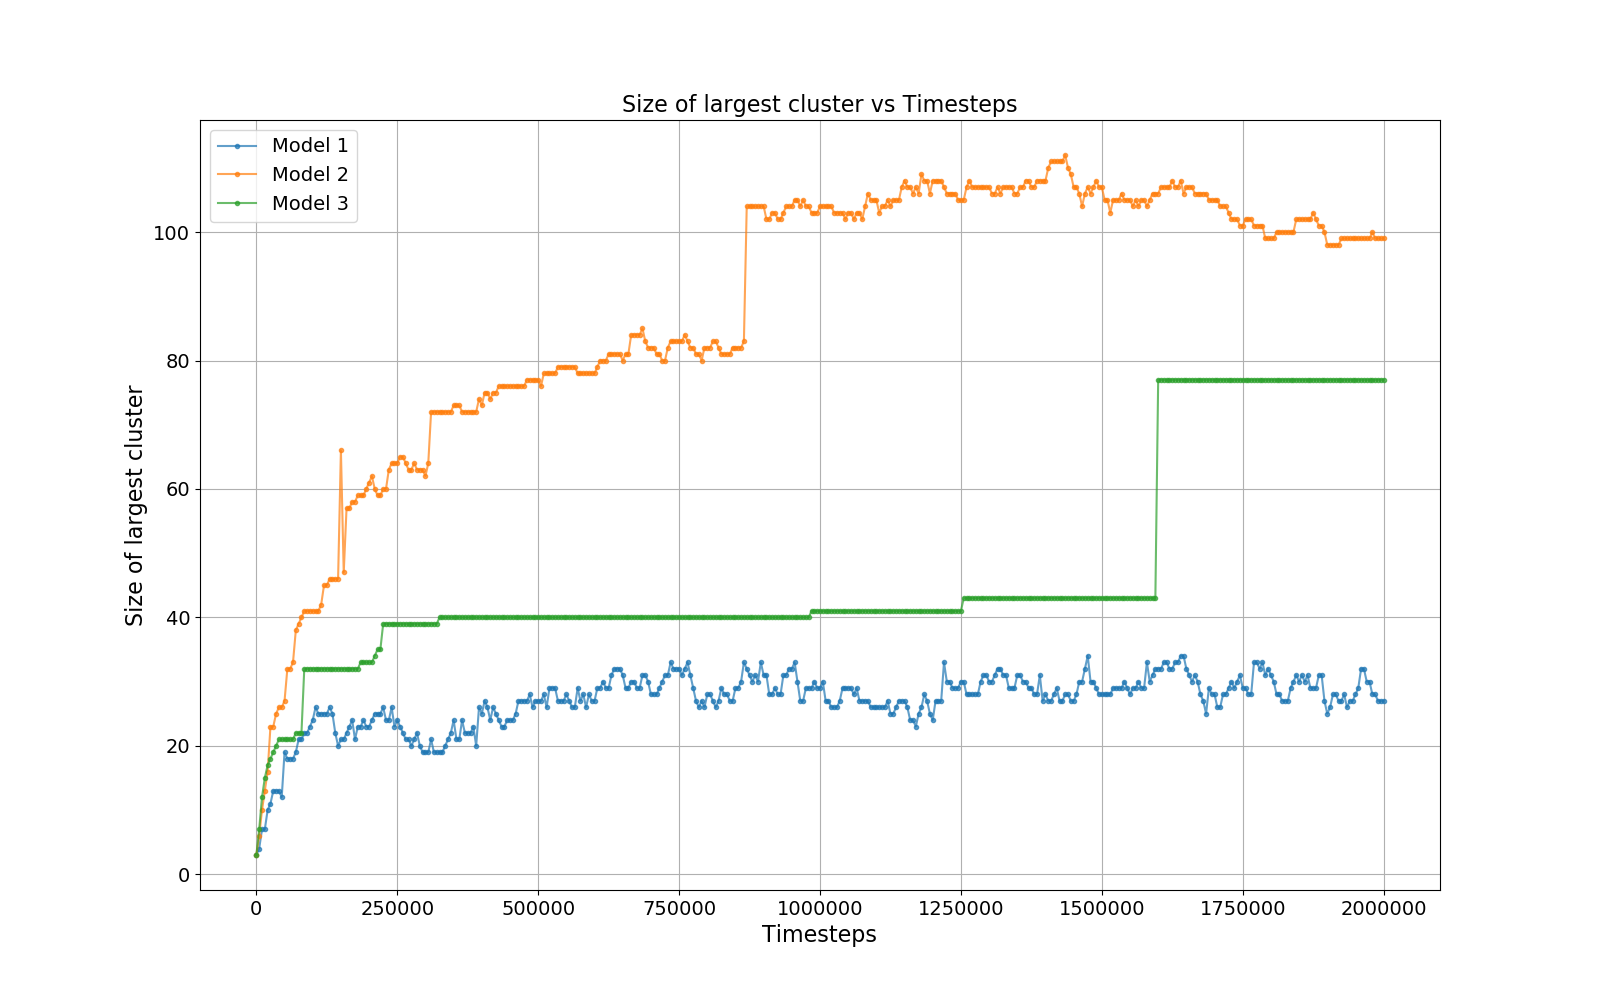 Size of largest cluster vs Timesteps
Model 1
Model 2
Model 3
100
80
60
40
20
0
Size of largest cluster
0 250000 500000 750000 1000000 1250000 1500000 1750000 2000000
Timesteps